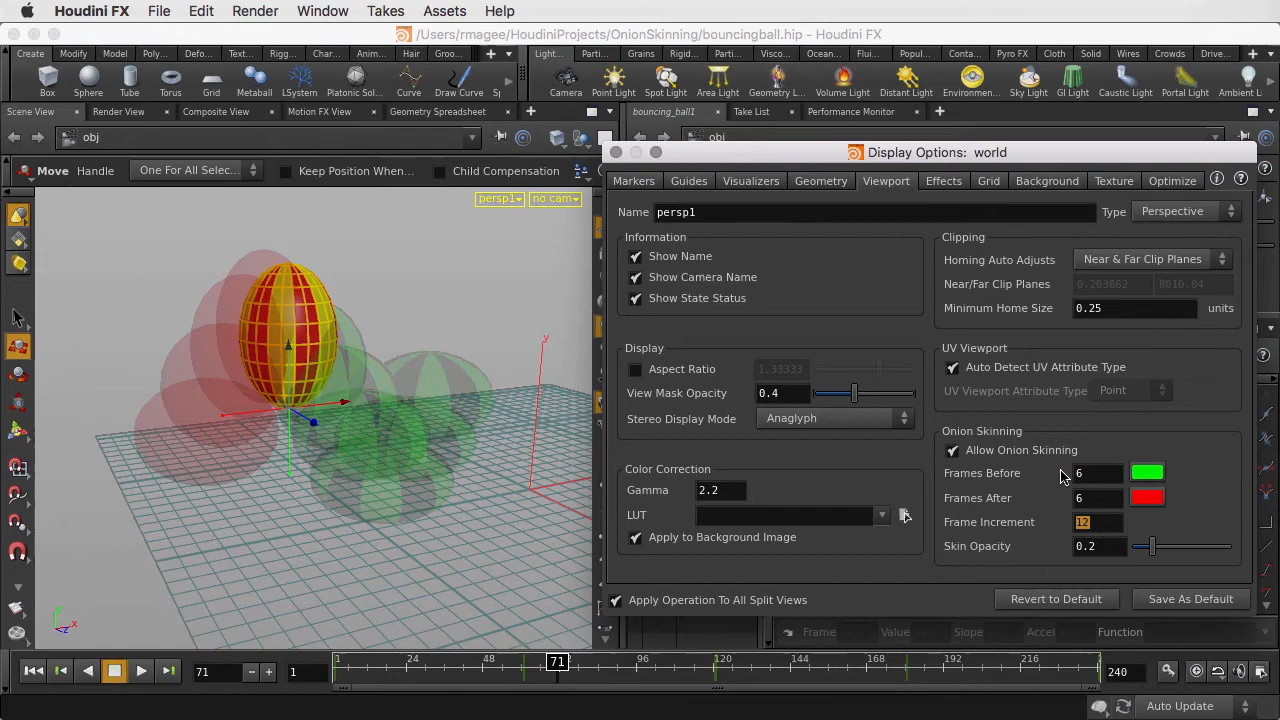 Houdini FX File Edit Render Window Takes Assets Help
/Users/rmagee/HoudiniProjects/OnionSkinning/bouncingball.hip - Houdini FX
Create Modify Model Poly... Defor... Text... Rigg... Char... Anim... Hair Groo... Light... Parti... Grains Rigid... Parti... Visco... Ocean... Fluid... Popul... Conta... Pyro FX Cloth Solid Wires Crowds Drive...
Box Sphere Tube Torus Grid Metaball LSystem Platonic Sol... Curve Draw Curve Camera Point Light Spot Light Area Light Geometry L... Volume Light Distant Light Environmen... Sky Light GI Light Caustic Light Portal Light Ambient L
Scene View Render View Composite View Motion FX View Geometry Spreadsheet bouncing_ball1 Take List Performance Monitor
obj obj
Move Handle One For All Selec... Keep Position When... Child Compensation
persp1 no cam
Display Options: world
Markers Guides Visualizers Geometry Viewport Effects Grid Background Texture Optimize
Name persp1 Type Perspective
Information
Show Name
Show Camera Name
Show State Status
Clipping
Homing Auto Adjusts Near & Far Clip Planes
Near/Far Clip Planes 0.203662 8010.04
Minimum Home Size 0.25 units
Display
Aspect Ratio 1.33333
View Mask Opacity 0.4
Stereo Display Mode Anaglyph
UV Viewport
Auto Detect UV Attribute Type
UV Viewport Attribute Type Point
Color Correction
Gamma 2.2
LUT
Apply to Background Image
Onion Skinning
Allow Onion Skinning
Frames Before 6
Frames After 6
Frame Increment 12
Skin Opacity 0.2
Apply Operation To All Split Views Revert to Default Save As Default
y
y
z x
Frame Value Slope Accel Function
71 1 1 24 48 71 96 120 144 168 192 216 240
Auto Update